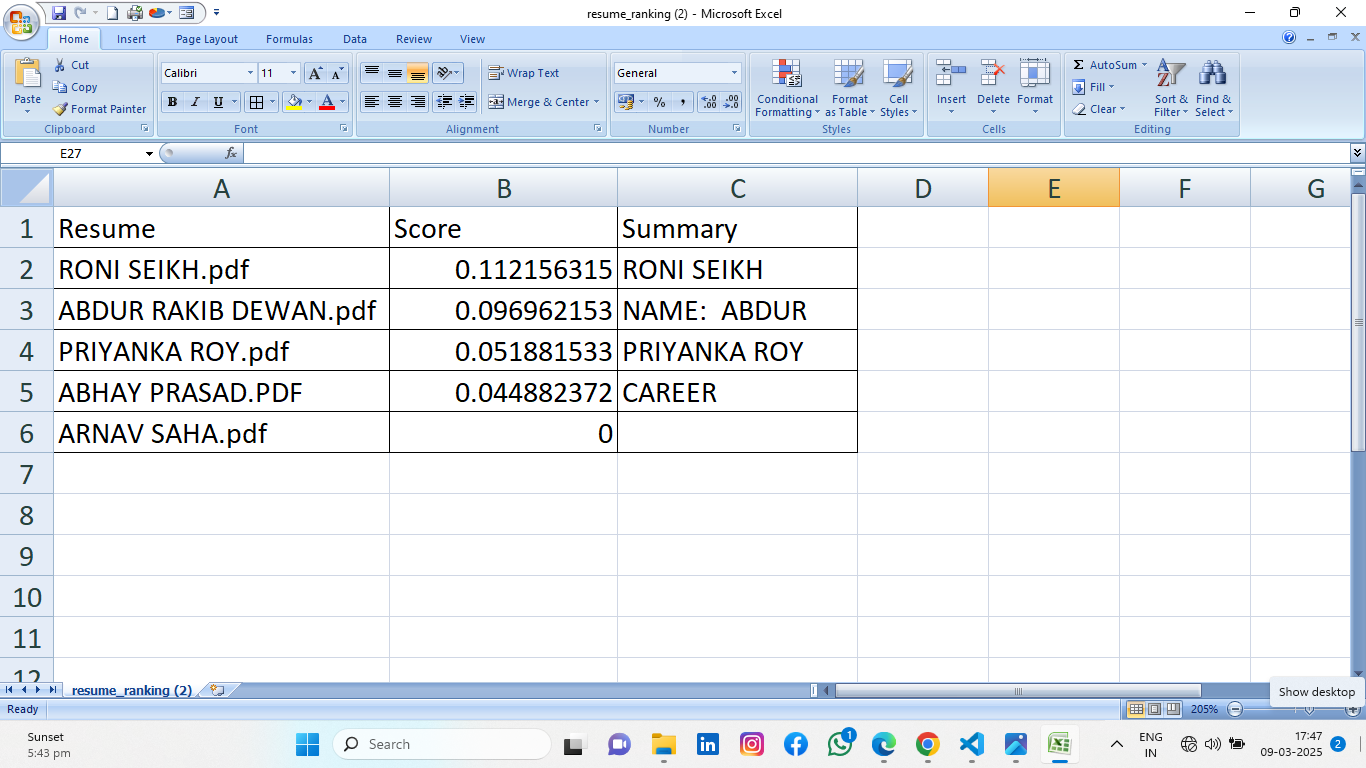 resume_ranking (2) - Microsoft Excel
Home Insert Page Layout Formulas Data Review View
Paste
Cut
Copy
Format Painter
Clipboard
Calibri 11
B I U
Font
Wrap Text
Merge & Center
Alignment
General
% ,
Number
Conditional Formatting
Format as Table
Cell Styles
Styles
Insert Delete Format
Cells
Σ AutoSum
Fill
Clear
Sort & Filter
Find & Select
Editing
E27 fx
A B C D E F G
1 Resume Score Summary
2 RONI SEIKH.pdf 0.112156315 RONI SEIKH
3 ABDUR RAKIB DEWAN.pdf 0.096962153 NAME:  ABDUR
4 PRIYANKA ROY.pdf 0.051881533 PRIYANKA ROY
5 ABHAY PRASAD.PDF 0.044882372 CAREER
6 ARNAV SAHA.pdf 0
7
8
9
10
11
12
resume_ranking (2)
Show desktop
Ready 205%
Sunset
5:43 pm
Search
1
ENG
IN
17:47
09-03-2025
2